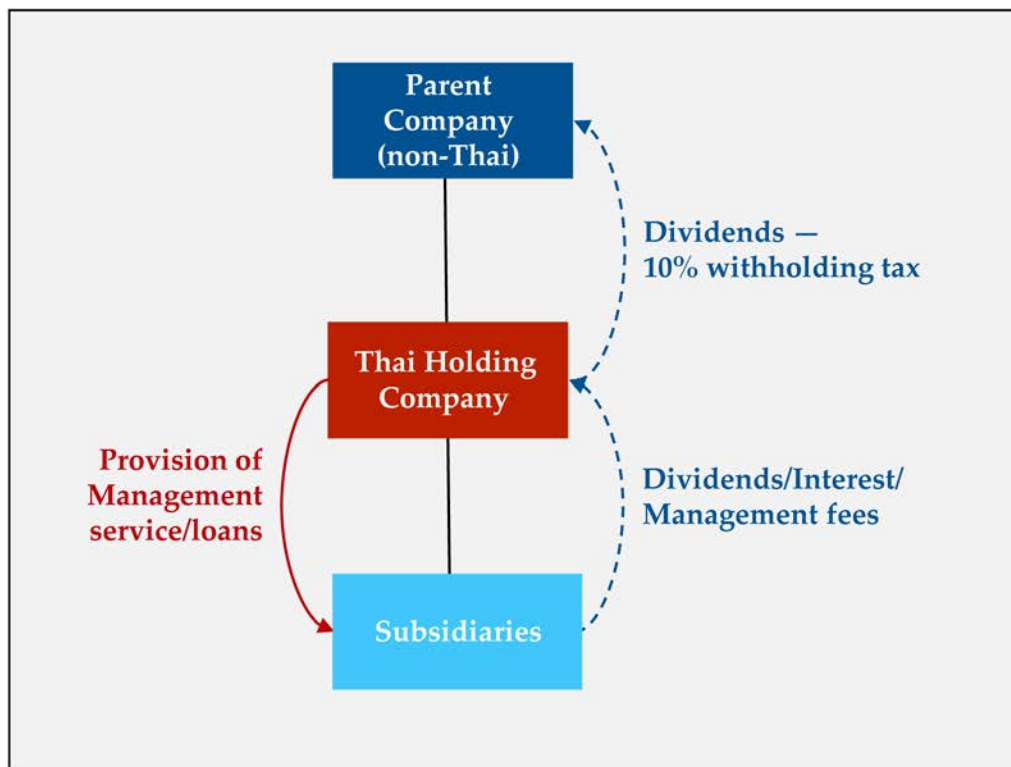 Parent
Company
(non-Thai)
Dividends —
10% withholding tax
Thai Holding
Company
Provision of
Management
service/loans
Dividends/Interest/
Management fees
Subsidiaries